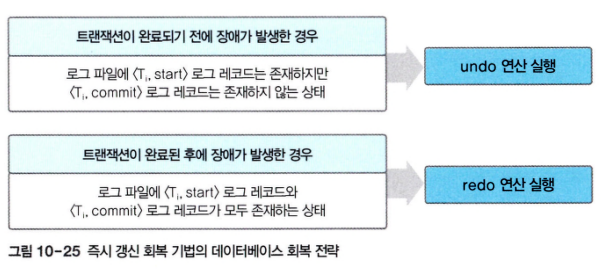 트랜잭션이 완료되기 전에 장애가 발생한 경우
로그 파일에 〈Tᵢ, start〉 로그 레코드는 존재하지만
〈Tᵢ, commit〉 로그 레코드는 존재하지 않는 상태
undo 연산 실행
트랜잭션이 완료된 후에 장애가 발생한 경우
로그 파일에 〈Tᵢ, start〉 로그 레코드와
〈Tᵢ, commit〉 로그 레코드가 모두 존재하는 상태
redo 연산 실행
그림 10-25 즉시 갱신 회복 기법의 데이터베이스 회복 전략